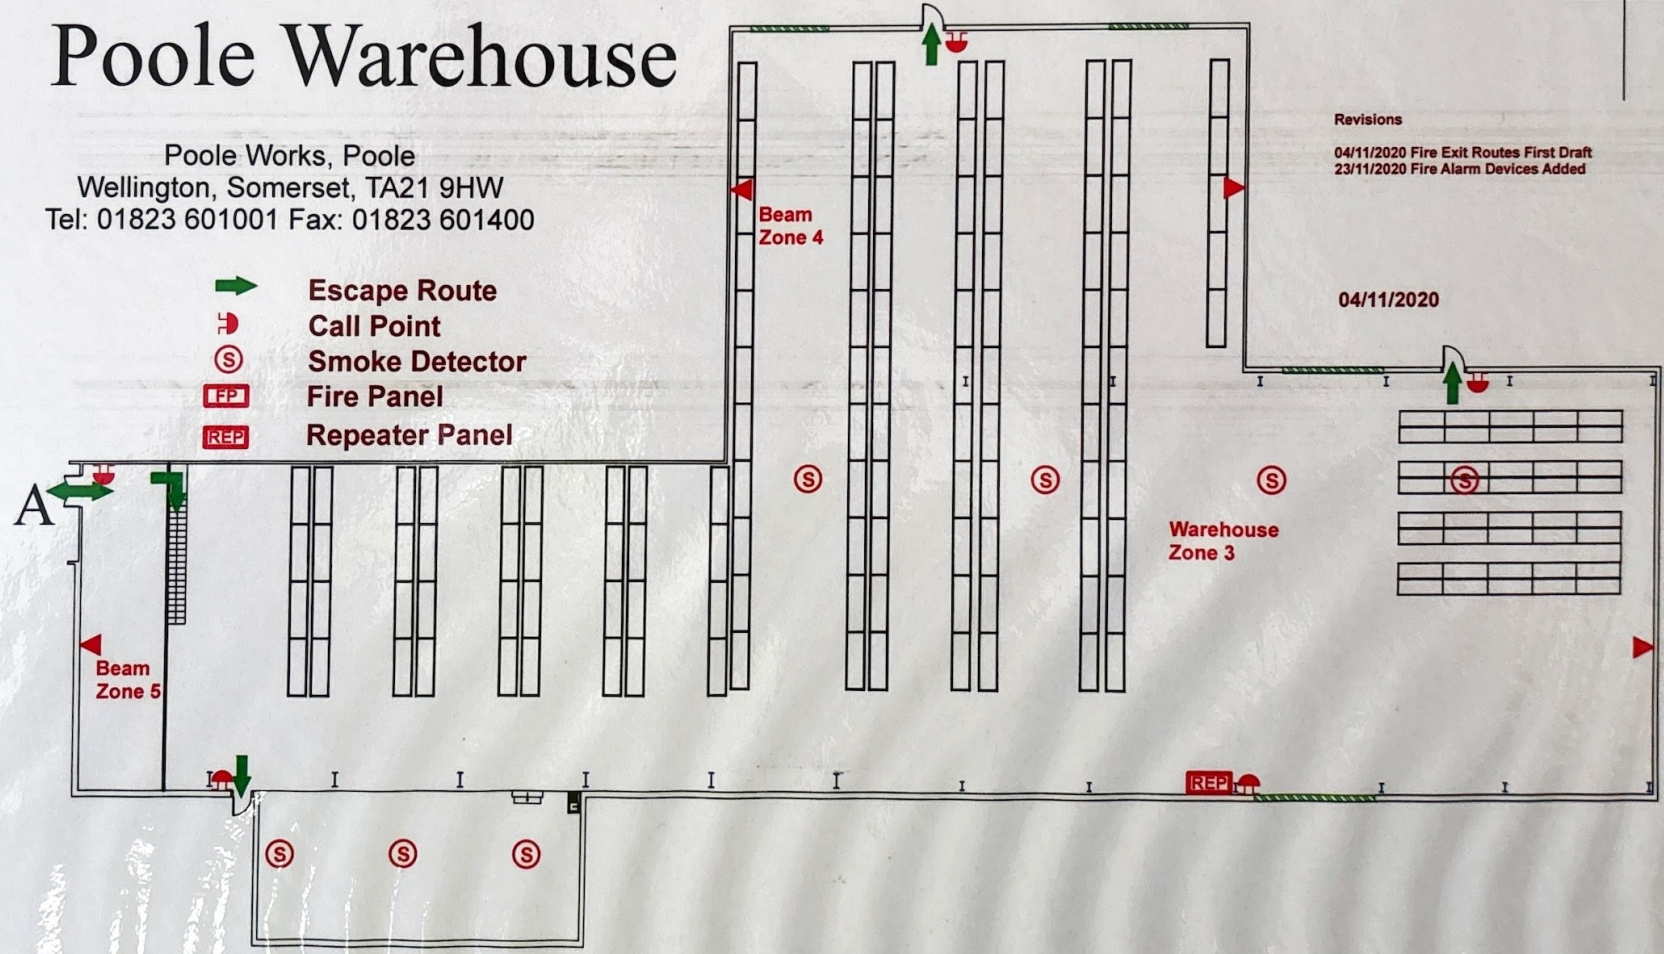 Poole Warehouse
Poole Works, Poole
Wellington, Somerset, TA21 9HW
Tel: 01823 601001 Fax: 01823 601400
Escape Route
Call Point
S Smoke Detector
FP Fire Panel
REP Repeater Panel
Revisions
04/11/2020 Fire Exit Routes First Draft
23/11/2020 Fire Alarm Devices Added
04/11/2020
Beam
Zone 4
A
S
S
S
S
Warehouse
Zone 3
Beam
Zone 5
REP
S
S
S